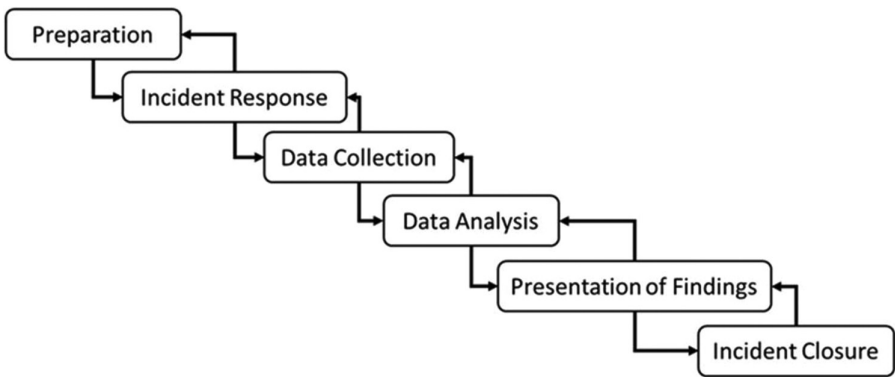 Preparation
Incident Response
Data Collection
Data Analysis
Presentation of Findings
Incident Closure